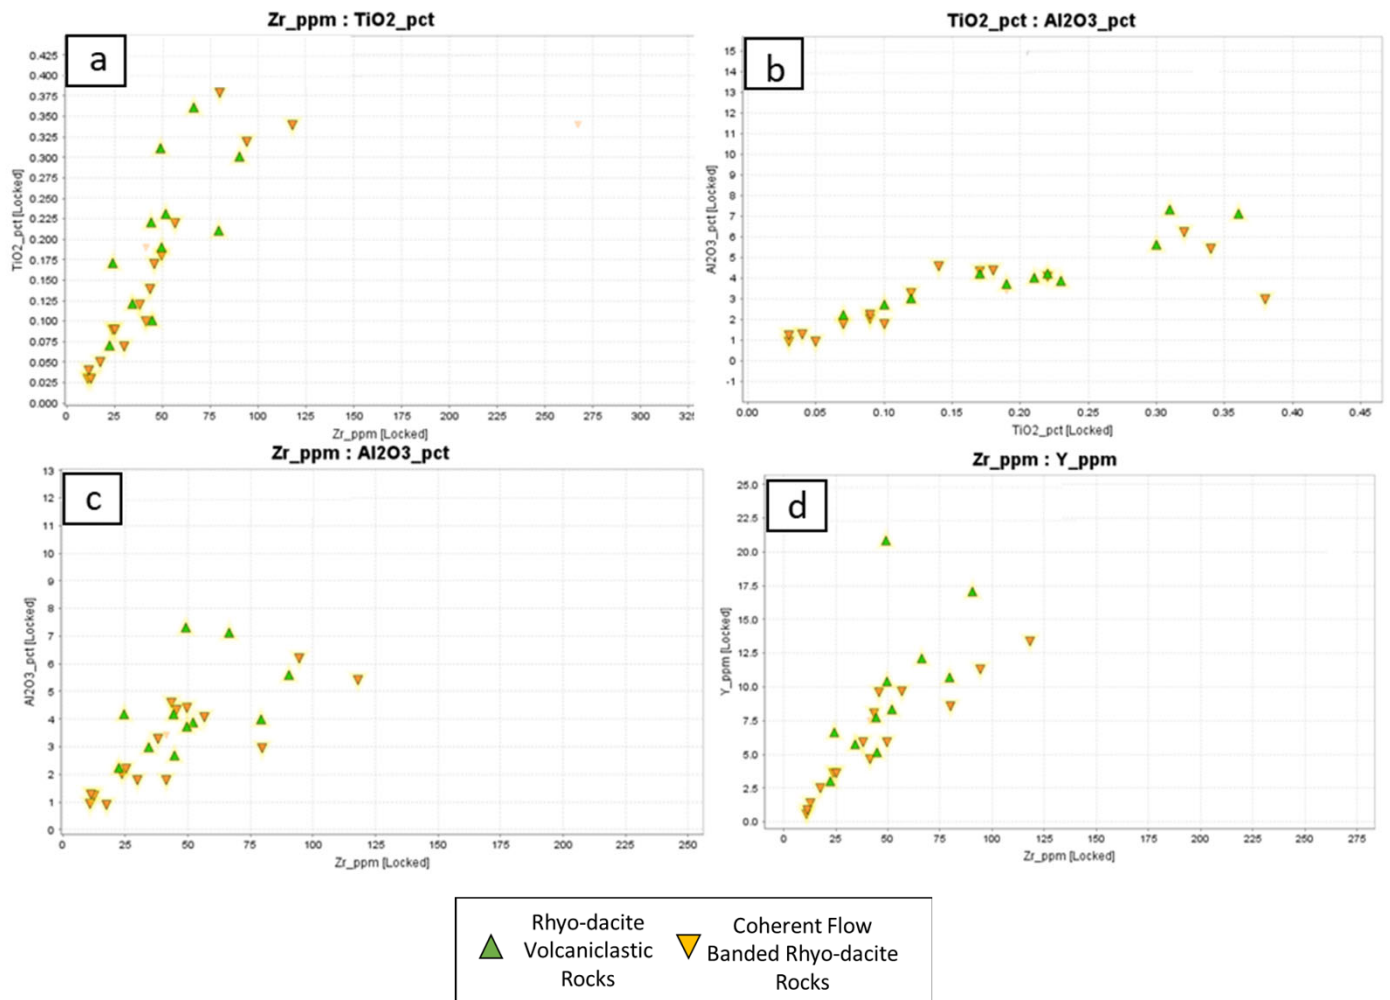 Zr_ppm : TiO2_pct
a
0.425
0.400
0.375
0.350
0.325
0.300
0.275
0.250
0.225
0.200
0.175
0.150
0.125
0.100
0.075
0.050
0.025
0.000
TiO2_pct [Locked]
0 25 50 75 100 125 150 175 200 225 250 275 300 325
Zr_ppm [Locked]
TiO2_pct : Al2O3_pct
b
15
14
13
12
11
10
9
8
7
6
5
4
3
2
1
0
-1
Al2O3_pct [Locked]
0.00 0.05 0.10 0.15 0.20 0.25 0.30 0.35 0.40 0.45
TiO2_pct [Locked]
Zr_ppm : Al2O3_pct
c
13
12
11
10
9
8
7
6
5
4
3
2
1
0
Al2O3_pct [Locked]
0 25 50 75 100 125 150 175 200 225 250
Zr_ppm [Locked]
Zr_ppm : Y_ppm
d
25.0
22.5
20.0
17.5
15.0
12.5
10.0
7.5
5.0
2.5
0.0
Y_ppm [Locked]
0 25 50 75 100 125 150 175 200 225 250 275
Zr_ppm [Locked]
Rhyo-dacite
Volcaniclastic
Rocks
Coherent Flow
Banded Rhyo-dacite
Rocks